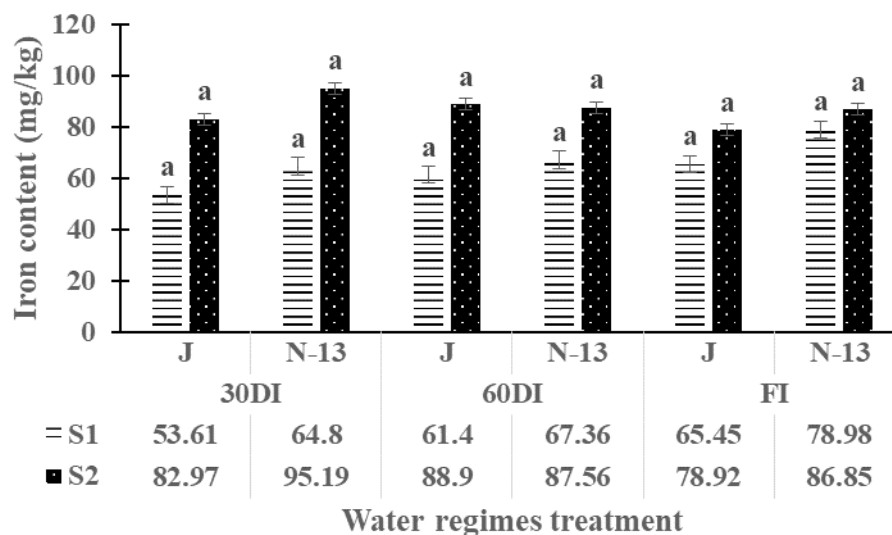 Iron content (mg/kg)
120
100
80
60
40
20
0
a a a a a a a a a a a a
J N-13 J N-13 J N-13
30DI 60DI FI
S1 53.61 64.8 61.4 67.36 65.45 78.98
S2 82.97 95.19 88.9 87.56 78.92 86.85
Water regimes treatment